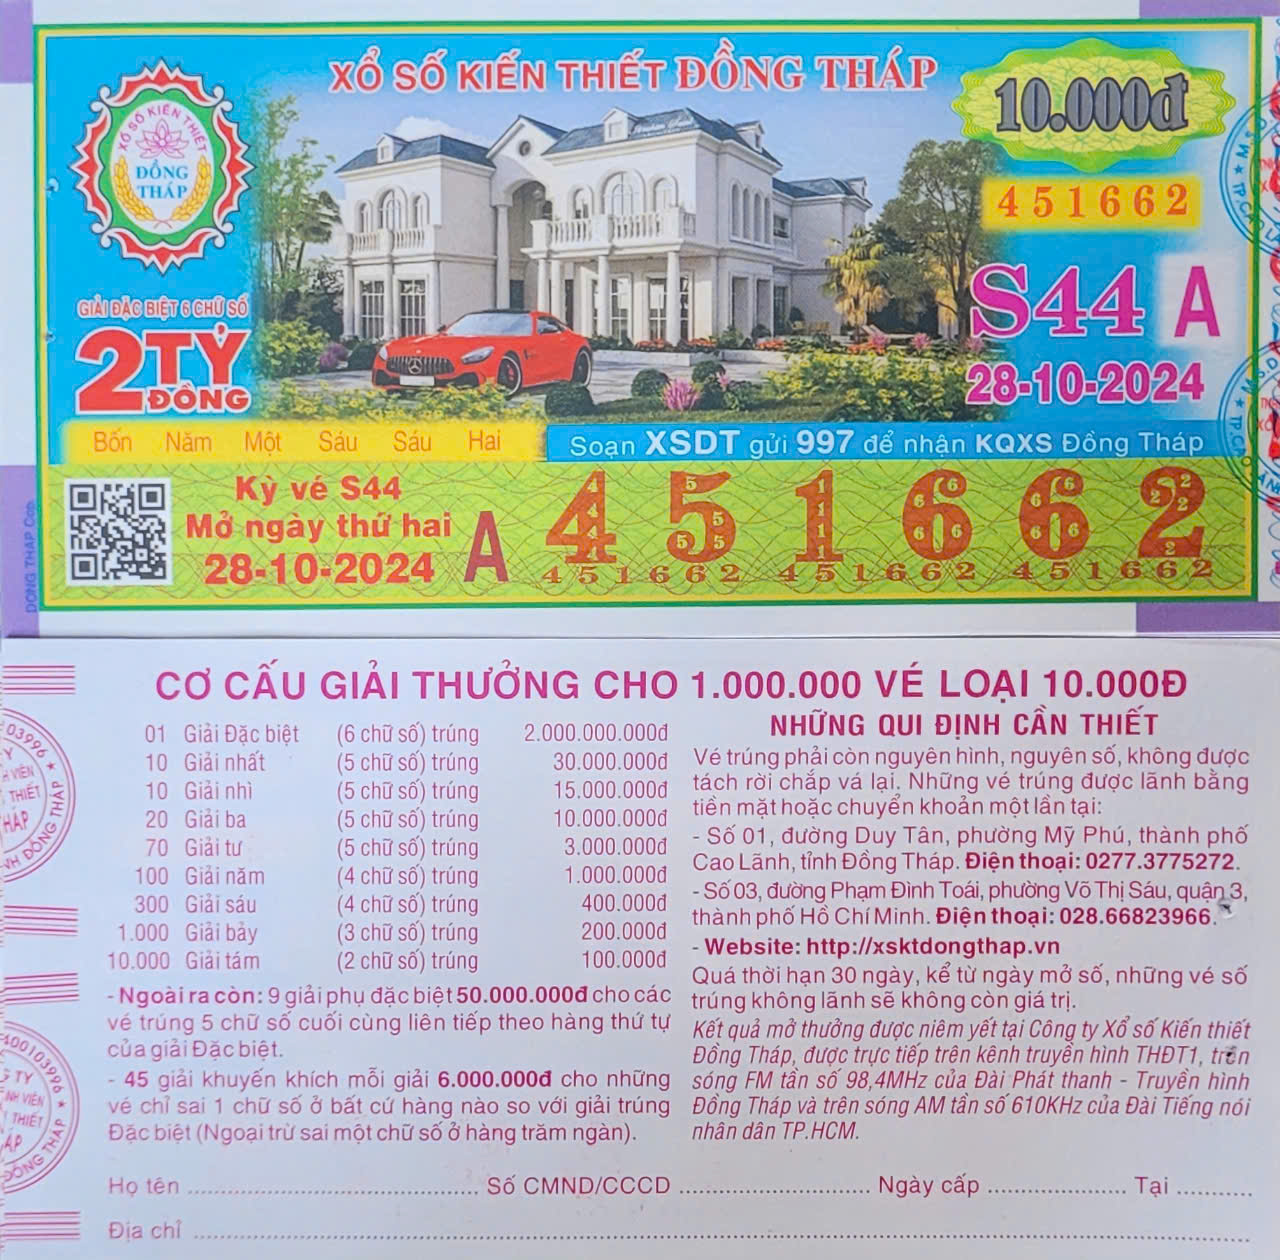 XỔ SỐ KIẾN THIẾT ĐỒNG THÁP
10.000đ
XỔ SỐ KIẾN THIẾT
ĐỒNG
THÁP
451662
S44 A
28-10-2024
GIẢI ĐẶC BIỆT 6 CHỮ SỐ
2 TỶ
ĐỒNG
Bốn Năm Một Sáu Sáu Hai
Soạn XSDT gửi 997 để nhận KQXS Đồng Tháp
Kỳ vé S44
Mở ngày thứ hai
28-10-2024
A 451662
451662 451662 451662
CƠ CẤU GIẢI THƯỞNG CHO 1.000.000 VÉ LOẠI 10.000Đ
01 Giải Đặc biệt (6 chữ số) trúng 2.000.000.000đ
10 Giải nhất (5 chữ số) trúng 30.000.000đ
10 Giải nhì (5 chữ số) trúng 15.000.000đ
20 Giải ba (5 chữ số) trúng 10.000.000đ
70 Giải tư (5 chữ số) trúng 3.000.000đ
100 Giải năm (4 chữ số) trúng 1.000.000đ
300 Giải sáu (4 chữ số) trúng 400.000đ
1.000 Giải bảy (3 chữ số) trúng 200.000đ
10.000 Giải tám (2 chữ số) trúng 100.000đ
- Ngoài ra còn: 9 giải phụ đặc biệt 50.000.000đ cho các
vé trúng 5 chữ số cuối cùng liên tiếp theo hàng thứ tự
của giải Đặc biệt.
- 45 giải khuyến khích mỗi giải 6.000.000đ cho những
vé chỉ sai 1 chữ số ở bất cứ hàng nào so với giải trúng
Đặc biệt (Ngoại trừ sai một chữ số ở hàng trăm ngàn).
NHỮNG QUI ĐỊNH CẦN THIẾT
Vé trúng phải còn nguyên hình, nguyên số, không được
tách rời chắp vá lại. Những vé trúng được lãnh bằng
tiền mặt hoặc chuyển khoản một lần tại:
- Số 01, đường Duy Tân, phường Mỹ Phú, thành phố
Cao Lãnh, tỉnh Đồng Tháp. Điện thoại: 0277.3775272.
- Số 03, đường Phạm Đình Toái, phường Võ Thị Sáu, quận 3,
thành phố Hồ Chí Minh. Điện thoại: 028.66823966.
- Website: http://xsktdongthap.vn
Quá thời hạn 30 ngày, kể từ ngày mở số, những vé số
trúng không lãnh sẽ không còn giá trị.
Kết quả mở thưởng được niêm yết tại Công ty Xổ số Kiến thiết
Đồng Tháp, được trực tiếp trên kênh truyền hình THĐT1, trên
sóng FM tần số 98,4MHz của Đài Phát thanh - Truyền hình
Đồng Tháp và trên sóng AM tần số 610KHz của Đài Tiếng nói
nhân dân TP.HCM.
Họ tên ........ Số CMND/CCCD ........ Ngày cấp ........ Tại ........
Địa chỉ ........